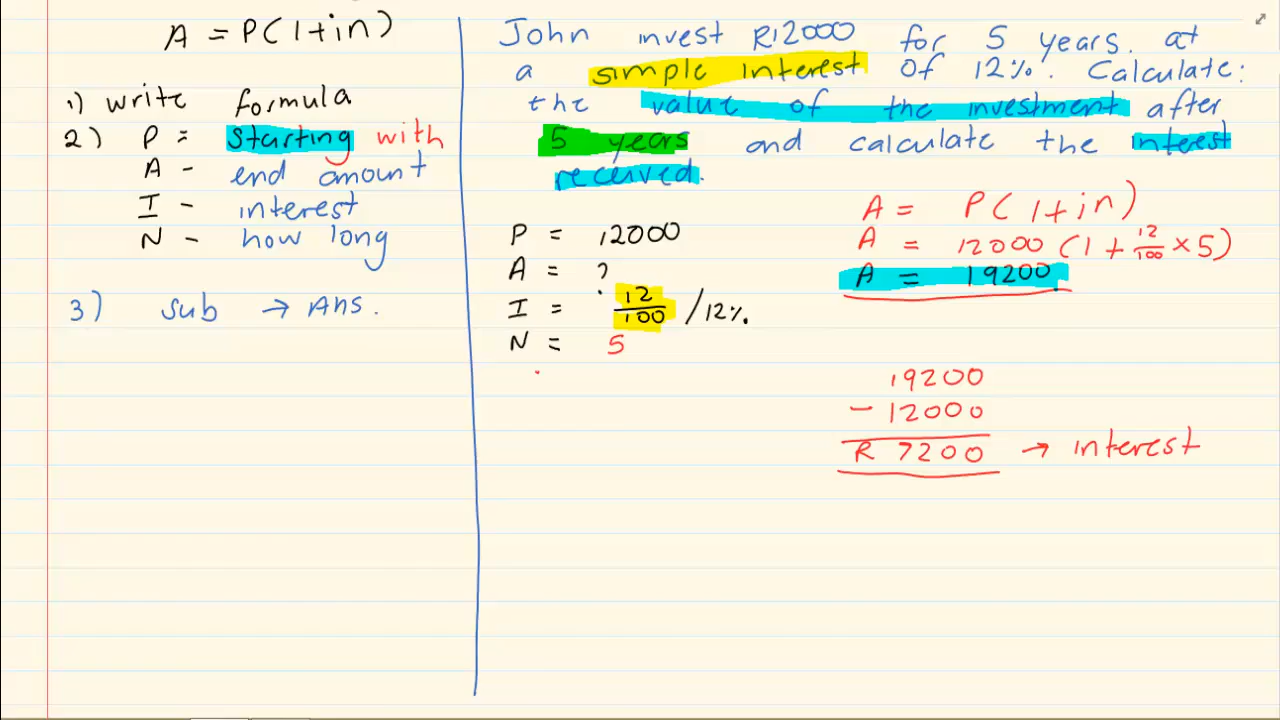 A = P(1+in)
1) write formula
2) P = Starting with
A - end amount
I - interest
N - how long
3) Sub → Ans.
John invest R12000 for 5 years. at
a simple interest of 12%. Calculate:
the value of the investment after
5 years and calculate the interest
received.
P = 12000
A = ?
I = 12/100 /12%
N = 5
A = P(1+in)
A = 12000(1+12/100×5)
A = 19200
19200
- 12000
R 7200 → interest